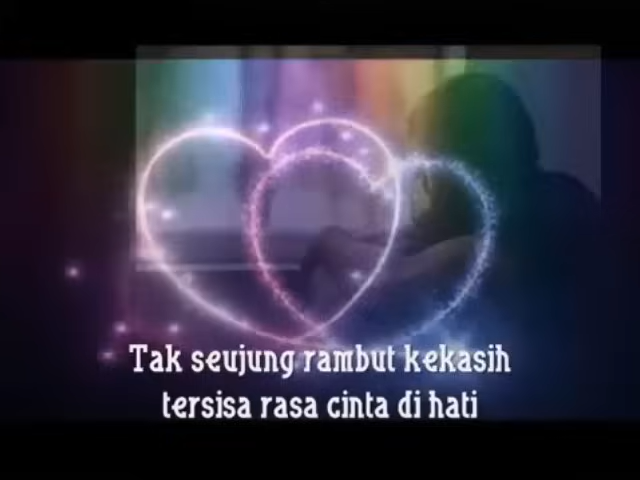 Tak seujung rambut kekasih
tersisa rasa cinta di hati